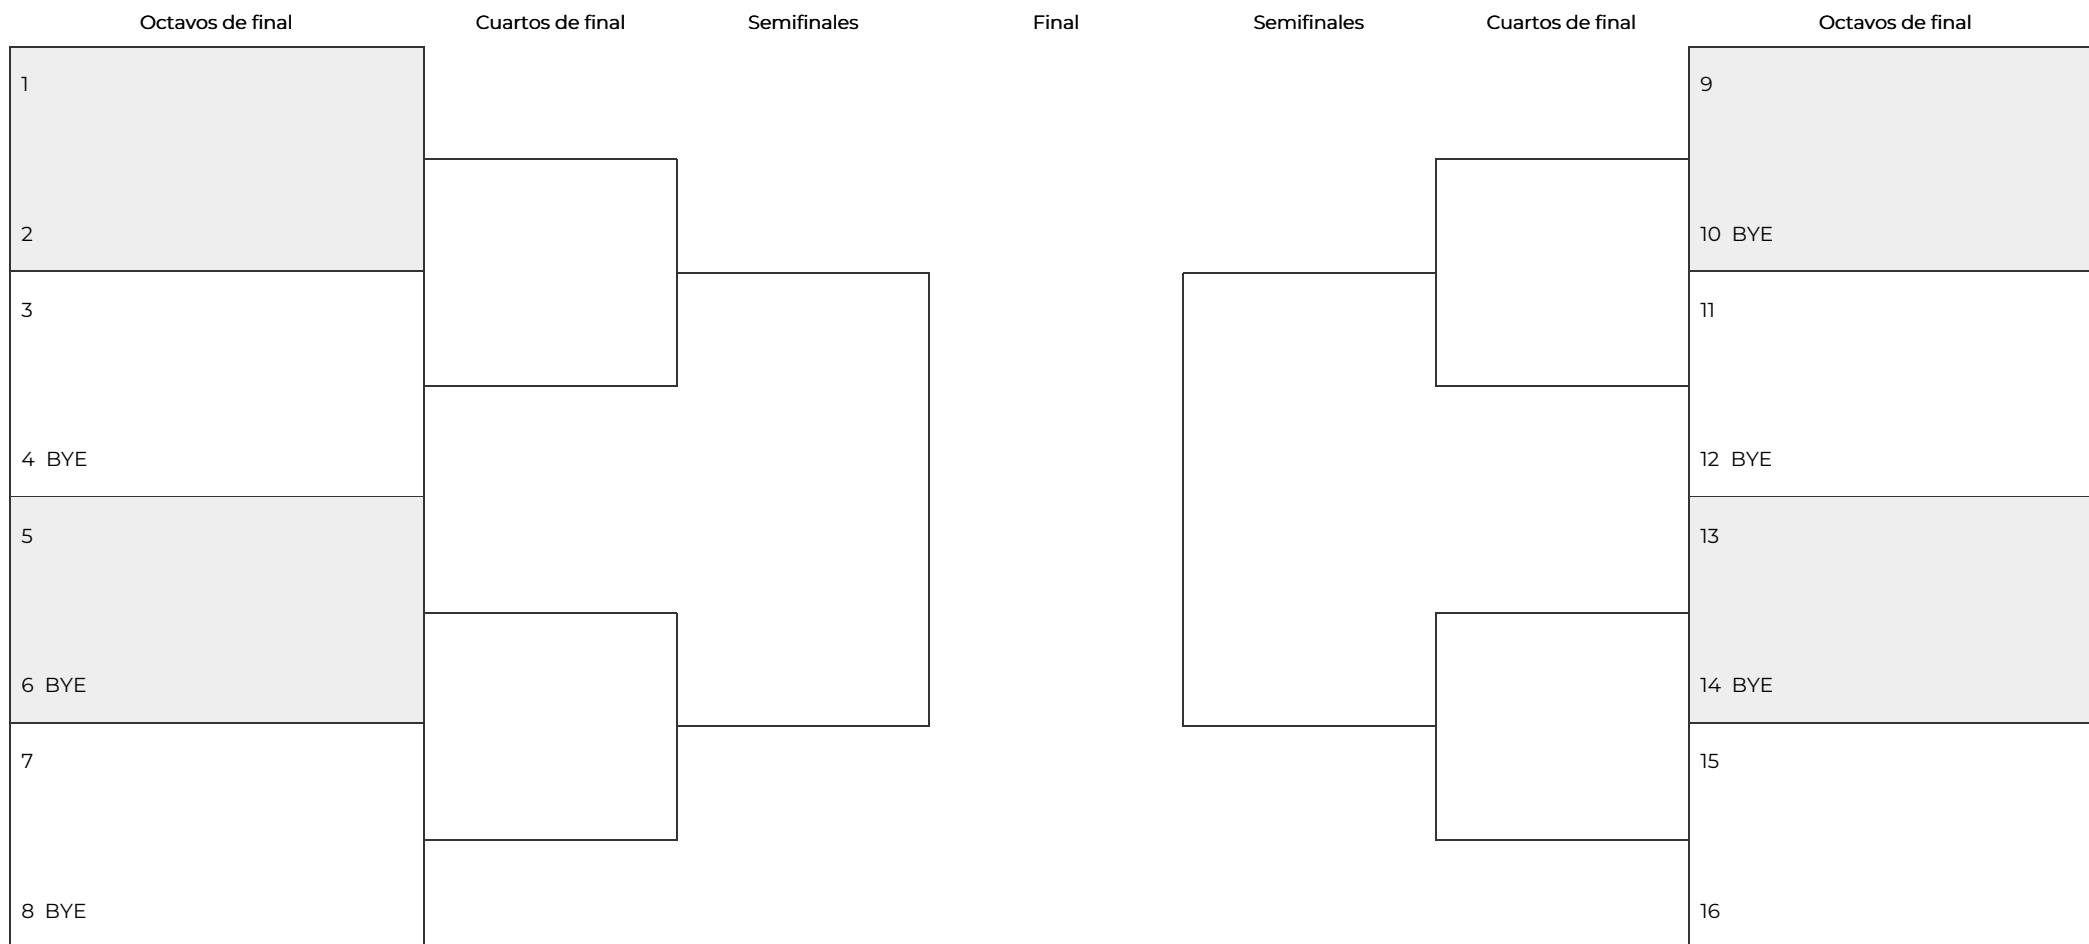 Octavos de final Cuartos de final Semifinales Final Semifinales Cuartos de final Octavos de final
1
2
3
4 BYE
5
6 BYE
7
8 BYE
9
10 BYE
11
12 BYE
13
14 BYE
15
16